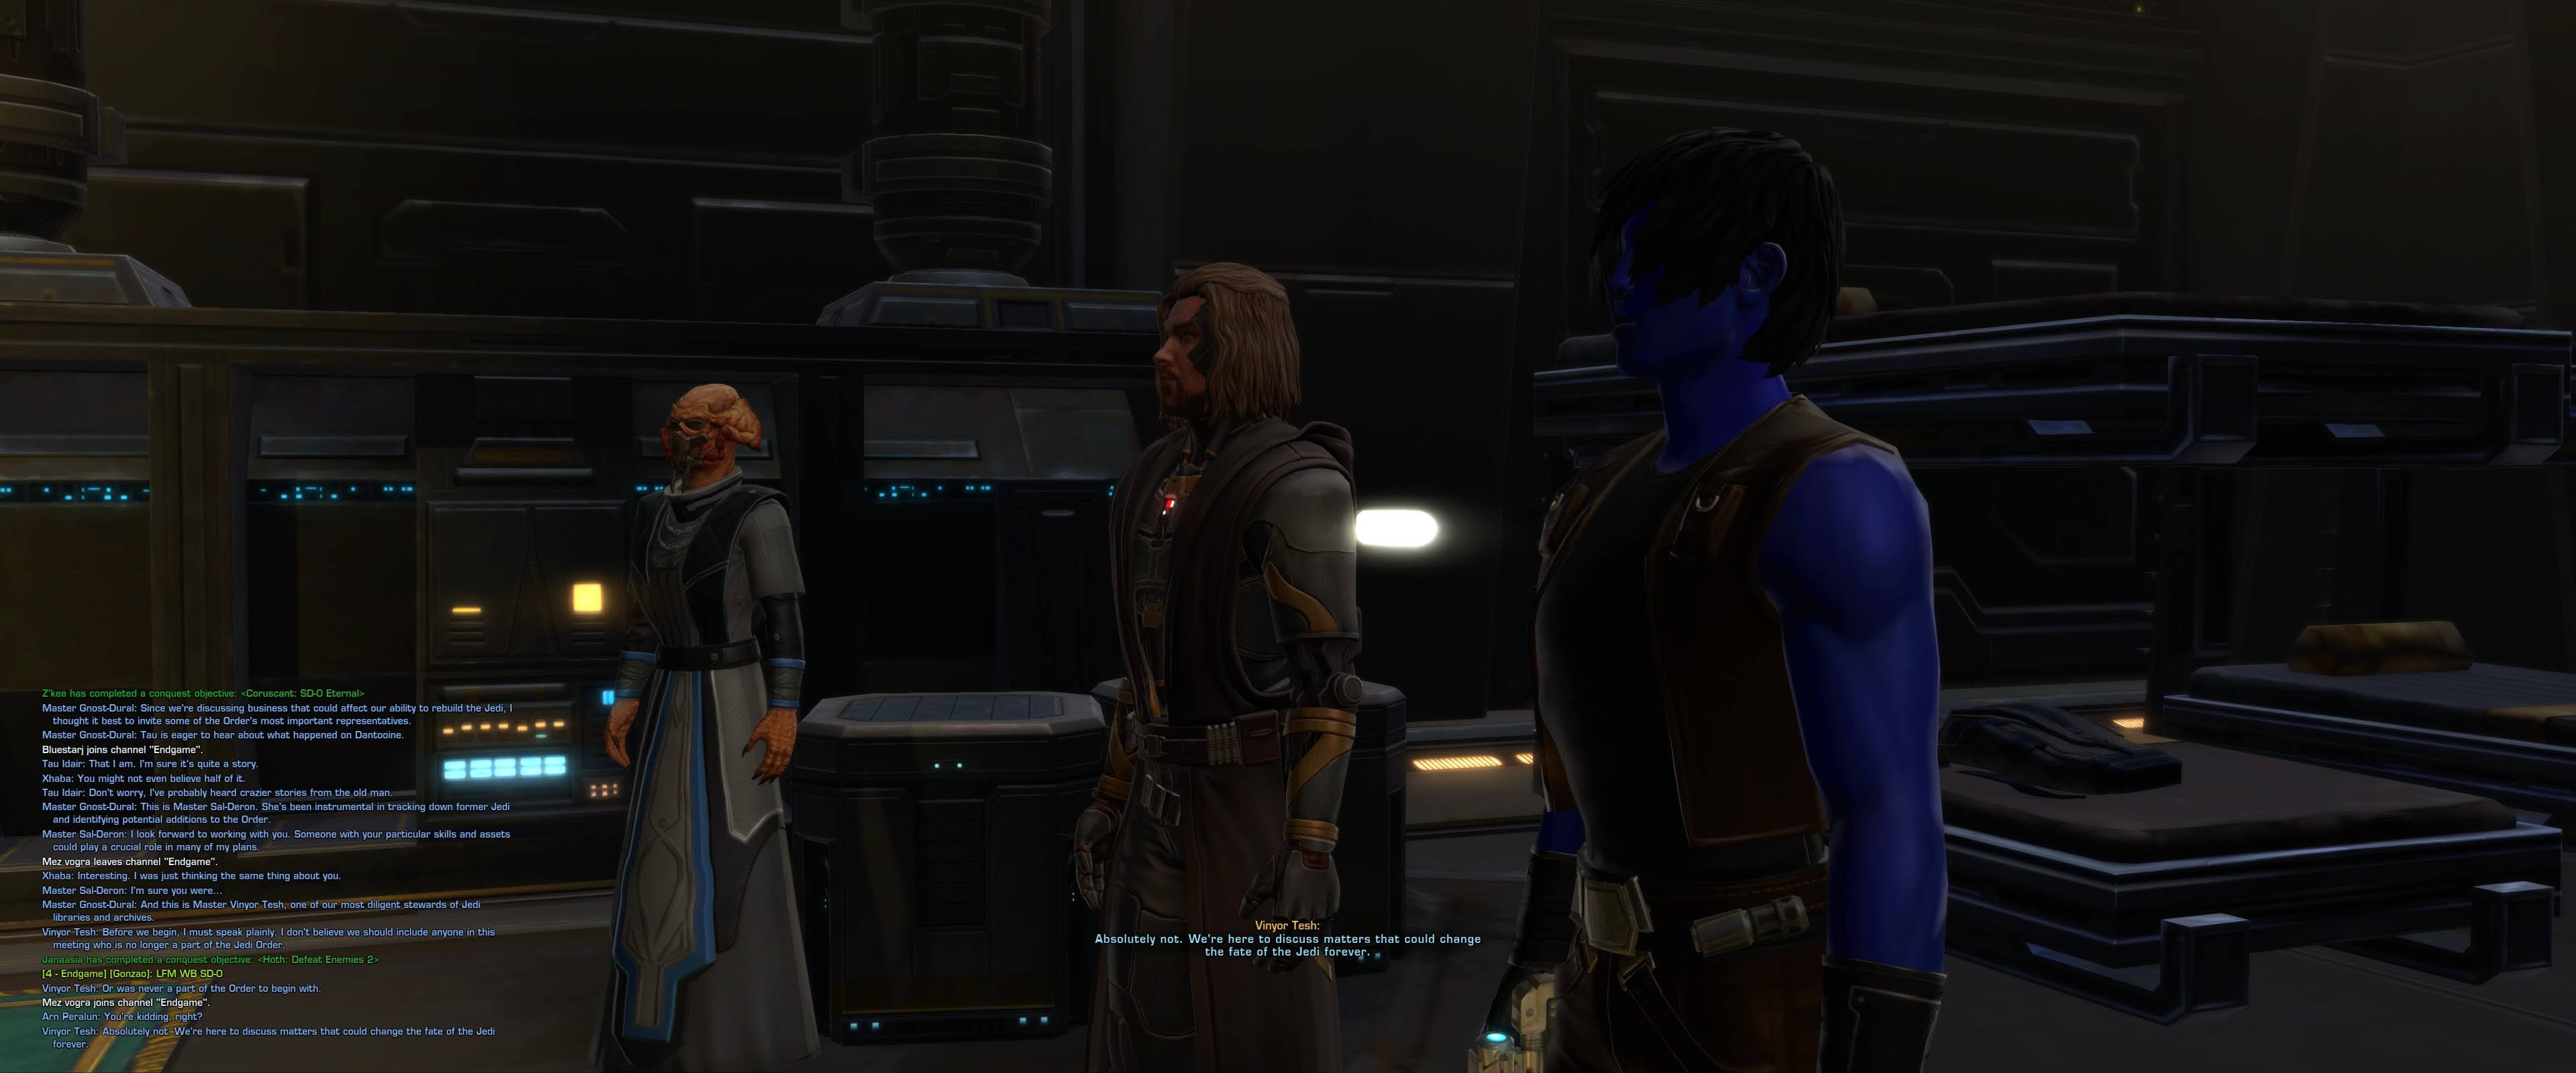 Z'kee has completed a conquest objective: <Coruscant: SD-0 Eternal>
Master Gnost-Dural: Since we're discussing business that could affect our ability to rebuild the Jedi, I
thought it best to invite some of the Order's most important representatives.
Master Gnost-Dural: Tau is eager to hear about what happened on Dantooine.
Bluestarj joins channel "Endgame".
Tau Idair: That I am. I'm sure it's quite a story.
Xhaba: You might not even believe half of it.
Tau Idair: Don't worry, I've probably heard crazier stories from the old man.
Master Gnost-Dural: This is Master Sal-Deron. She's been instrumental in tracking down former Jedi
and identifying potential additions to the Order.
Master Sal-Deron: I look forward to working with you. Someone with your particular skills and assets
could play a crucial role in many of my plans.
Mez vogra leaves channel "Endgame".
Xhaba: Interesting. I was just thinking the same thing about you.
Master Sal-Deron: I'm sure you were...
Master Gnost-Dural: And this is Master Vinyor Tesh, one of our most diligent stewards of Jedi
libraries and archives.
Vinyor Tesh: Before we begin, I must speak plainly. I don't believe we should include anyone in this
meeting who is no longer a part of the Jedi Order.
Janaasia has completed a conquest objective: <Hoth: Defeat Enemies 2>
[4 - Endgame] [Gonzao]: LFM WB SD-0
Vinyor Tesh: Or was never a part of the Order to begin with.
Mez vogra joins channel "Endgame".
Arn Peralun: You're kidding, right?
Vinyor Tesh: Absolutely not. We're here to discuss matters that could change the fate of the Jedi
forever.
Vinyor Tesh:
Absolutely not. We're here to discuss matters that could change
the fate of the Jedi forever.